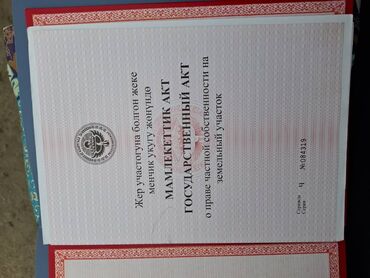 Жер участогуна болгон жеке
менчик укугу жөнүндө
МАМЛЕКЕТТИК АКТ
ГОСУДАРСТВЕННЫЙ АКТ
о праве частной собственности на
земельный участок
Сериясы
Серия Ч №084319